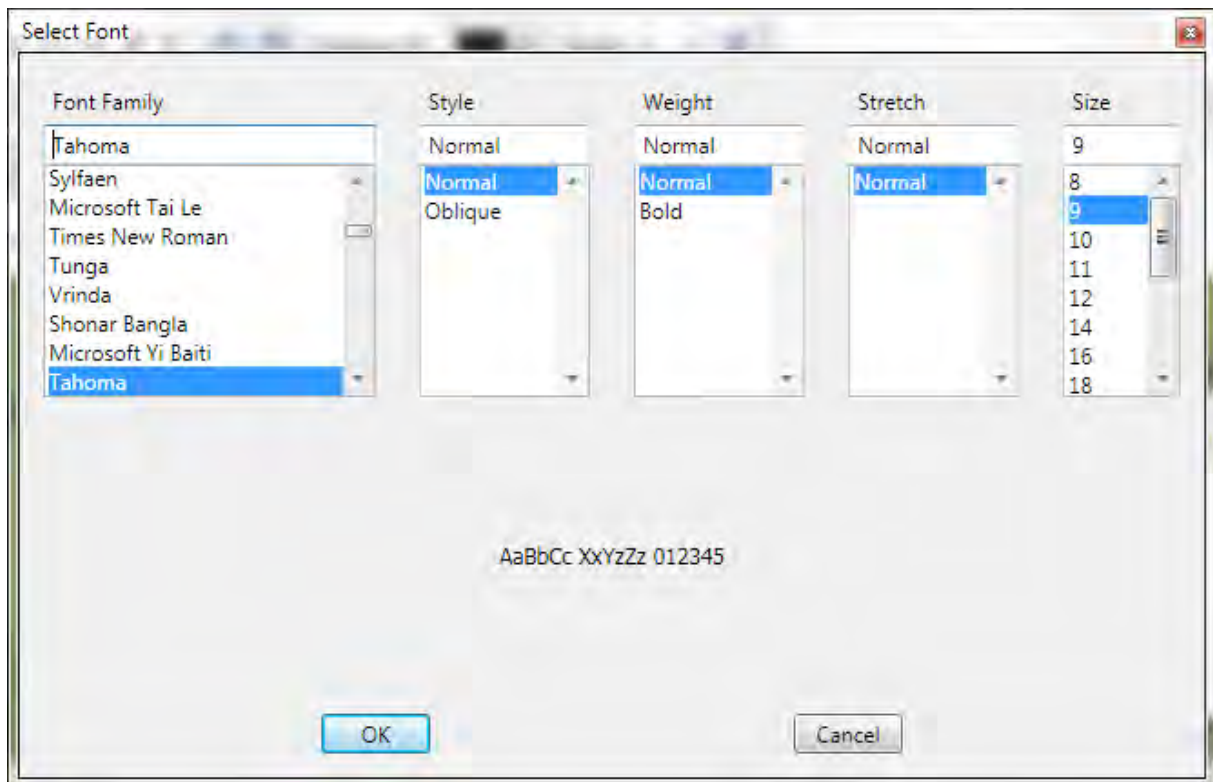 Select Font
Font Family Style Weight Stretch Size
Tahoma Normal Normal Normal 9
Sylfaen Normal Normal Normal 8
Microsoft Tai Le Oblique Bold 9
Times New Roman 10
Tunga 11
Vrinda 12
Shonar Bangla 14
Microsoft Yi Baiti 16
Tahoma 18
AaBbCc XxYzZz 012345
OK Cancel